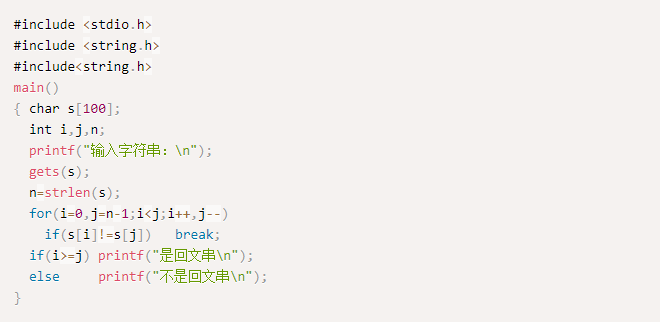 #include <stdio.h>
#include <string.h>
#include<string.h>
main()
{ char s[100];
  int i,j,n;
  printf("输入字符串：\n");
  gets(s);
  n=strlen(s);
  for(i=0,j=n-1;i<j;i++,j--)
    if(s[i]!=s[j])   break;
  if(i>=j) printf("是回文串\n");
  else     printf("不是回文串\n");
}